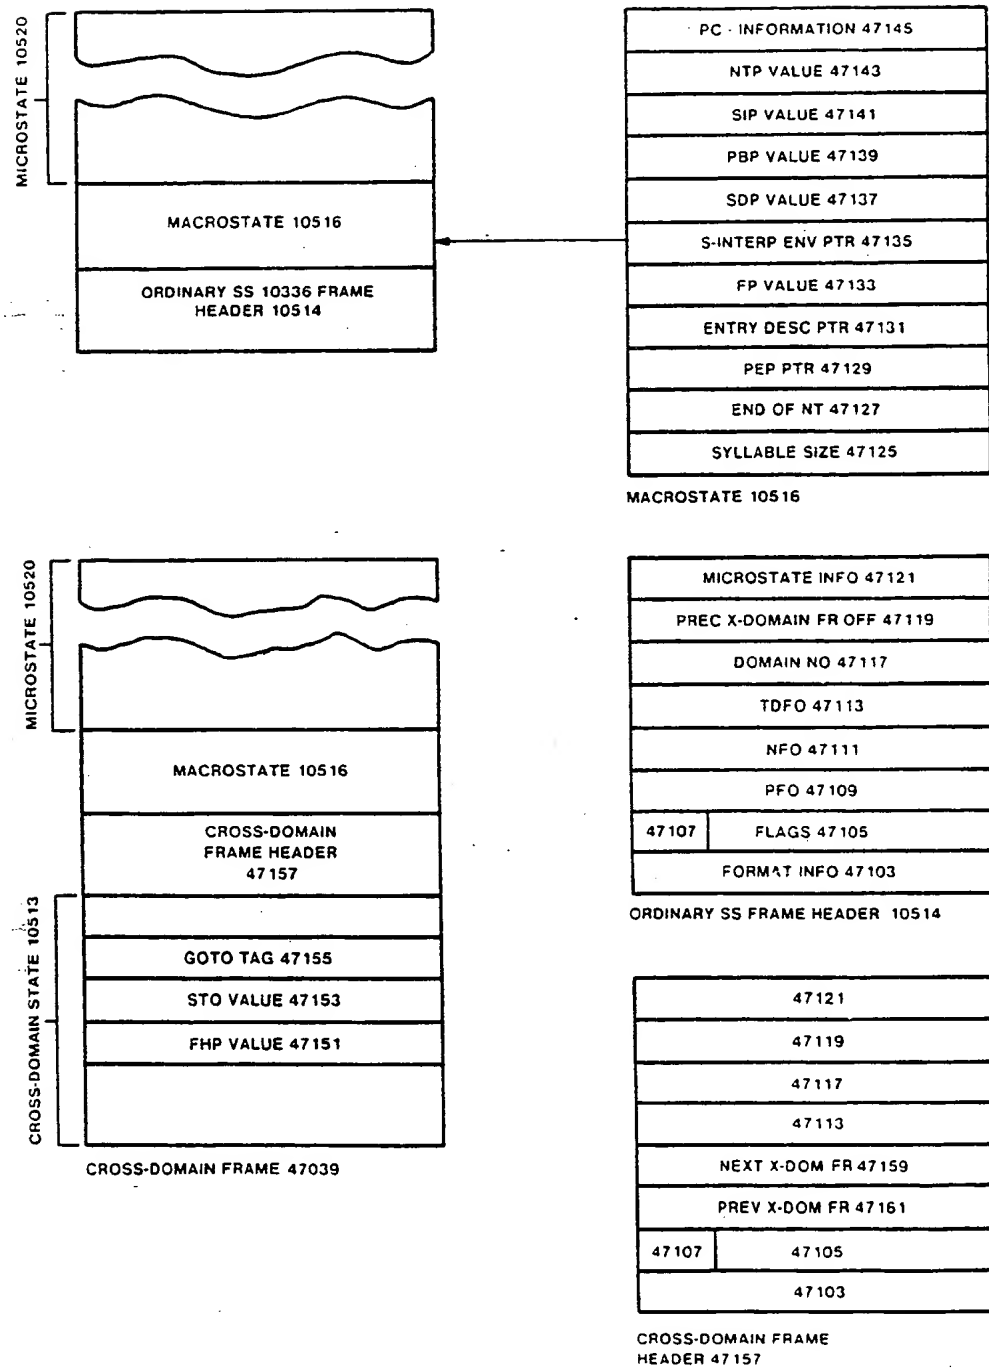 MICROSTATE 10520
MACROSTATE 10516
ORDINARY SS 10336 FRAME
HEADER 10514
PC - INFORMATION 47145
NTP VALUE 47143
SIP VALUE 47141
PBP VALUE 47139
SDP VALUE 47137
S-INTERP ENV PTR 47135
FP VALUE 47133
ENTRY DESC PTR 47131
PEP PTR 47129
END OF NT 47127
SYLLABLE SIZE 47125
MACROSTATE 10516
MICROSTATE 10520
MACROSTATE 10516
CROSS-DOMAIN
FRAME HEADER
47157
CROSS-DOMAIN STATE 10513
GOTO TAG 47155
STO VALUE 47153
FHP VALUE 47151
CROSS-DOMAIN FRAME 47039
MICROSTATE INFO 47121
PREC X-DOMAIN FR OFF 47119
DOMAIN NO 47117
TDFO 47113
NFO 47111
PFO 47109
47107 FLAGS 47105
FORMAT INFO 47103
ORDINARY SS FRAME HEADER 10514
47121
47119
47117
47113
NEXT X-DOM FR 47159
PREV X-DOM FR 47161
47107 47105
47103
CROSS-DOMAIN FRAME
HEADER 47157